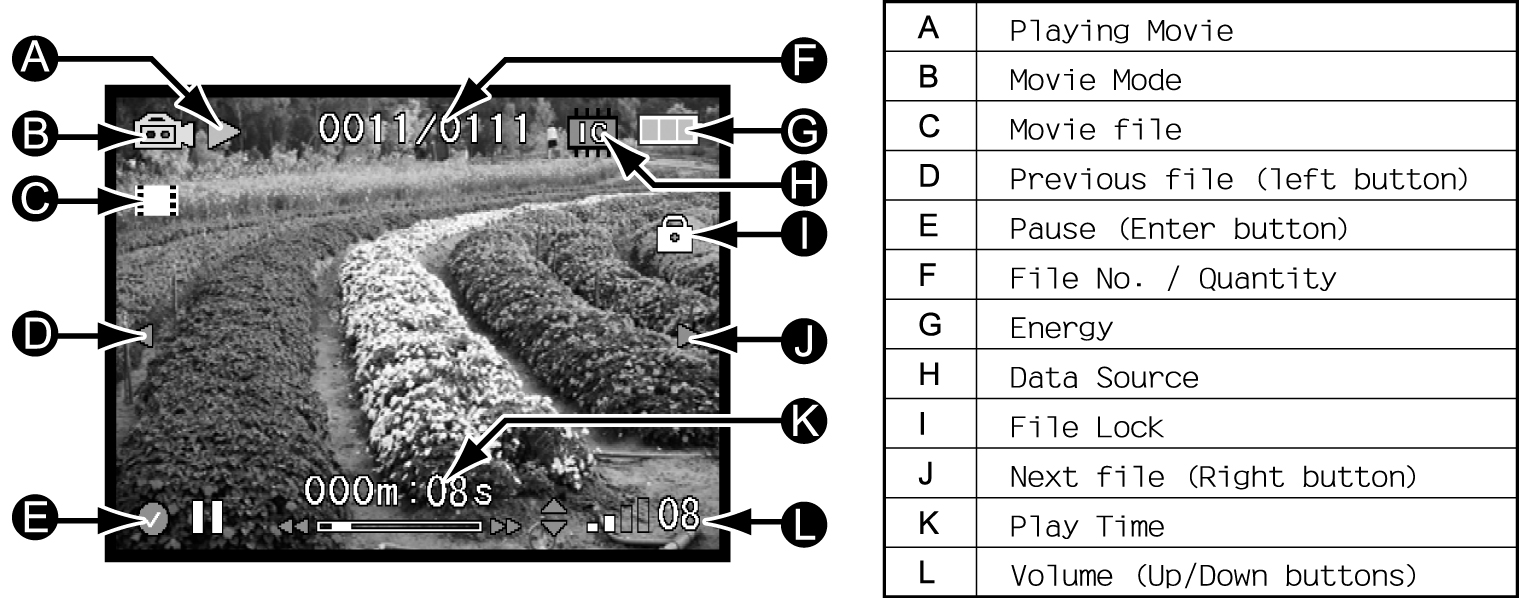 A
F
B
0011/0111
IC
G
H
C
I
D
J
K
000m:08s
E
08
L
A Playing Movie
B Movie Mode
C Movie file
D Previous file (left button)
E Pause (Enter button)
F File No. / Quantity
G Energy
H Data Source
I File Lock
J Next file (Right button)
K Play Time
L Volume (Up/Down buttons)